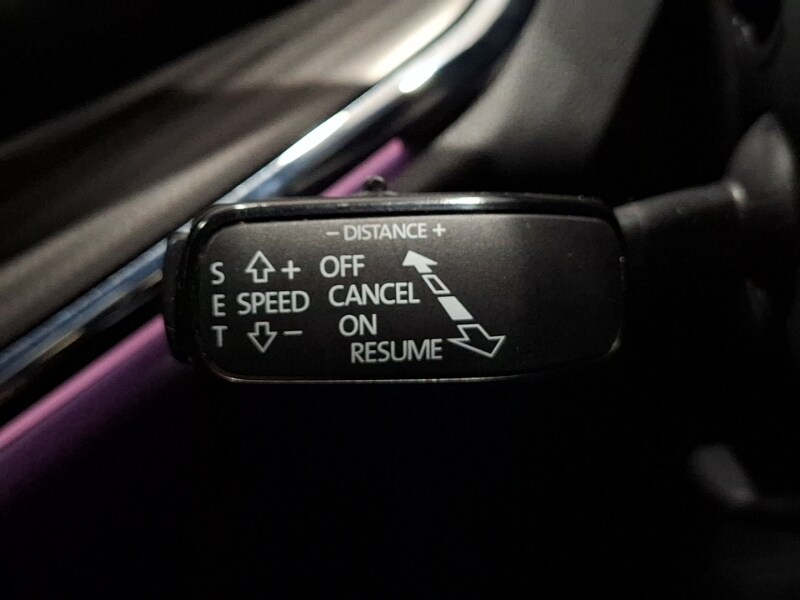 - DISTANCE +
S + OFF
E SPEED CANCEL
T - ON
RESUME